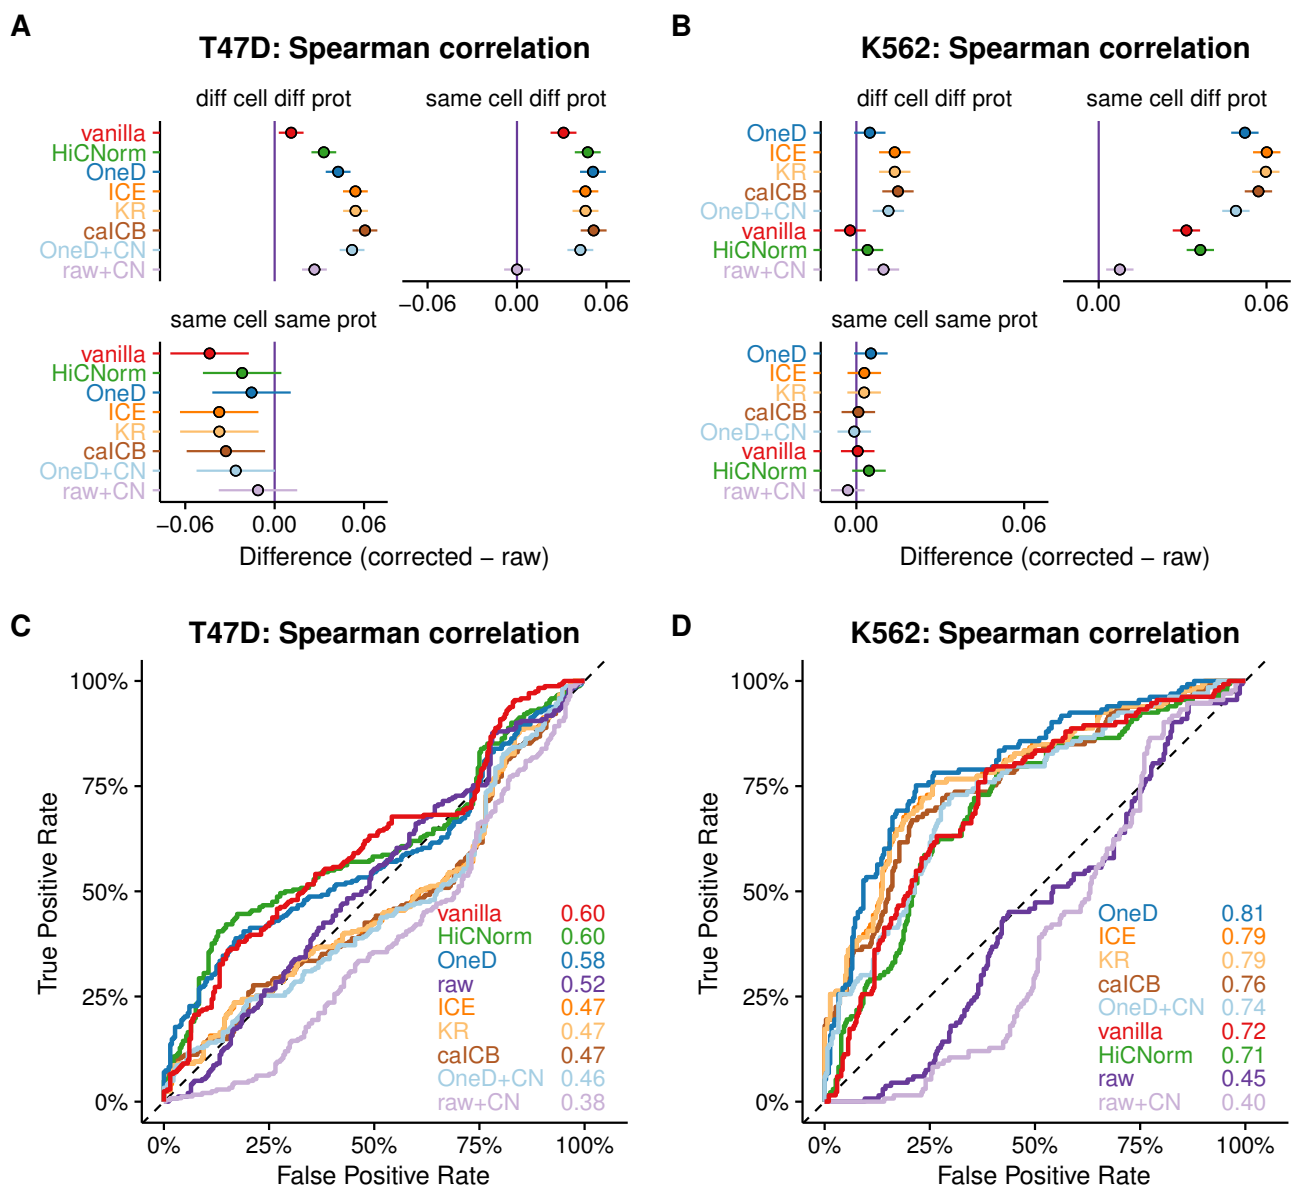 A
T47D: Spearman correlation
diff cell diff prot
same cell diff prot
vanilla
HiCNorm
OneD
ICE
KR
caICB
OneD+CN
raw+CN
−0.06 0.00 0.06
same cell same prot
vanilla
HiCNorm
OneD
ICE
KR
caICB
OneD+CN
raw+CN
−0.06 0.00 0.06
Difference (corrected − raw)
B
K562: Spearman correlation
diff cell diff prot
same cell diff prot
OneD
ICE
KR
caICB
OneD+CN
vanilla
HiCNorm
raw+CN
0.00 0.06
same cell same prot
OneD
ICE
KR
caICB
OneD+CN
vanilla
HiCNorm
raw+CN
0.00 0.06
Difference (corrected − raw)
C
T47D: Spearman correlation
True Positive Rate
100%
75%
50%
25%
0%
vanilla 0.60
HiCNorm 0.60
OneD 0.58
raw 0.52
ICE 0.47
KR 0.47
caICB 0.47
OneD+CN 0.46
raw+CN 0.38
0% 25% 50% 75% 100%
False Positive Rate
D
K562: Spearman correlation
True Positive Rate
100%
75%
50%
25%
0%
OneD 0.81
ICE 0.79
KR 0.79
caICB 0.76
OneD+CN 0.74
vanilla 0.72
HiCNorm 0.71
raw 0.45
raw+CN 0.40
0% 25% 50% 75% 100%
False Positive Rate